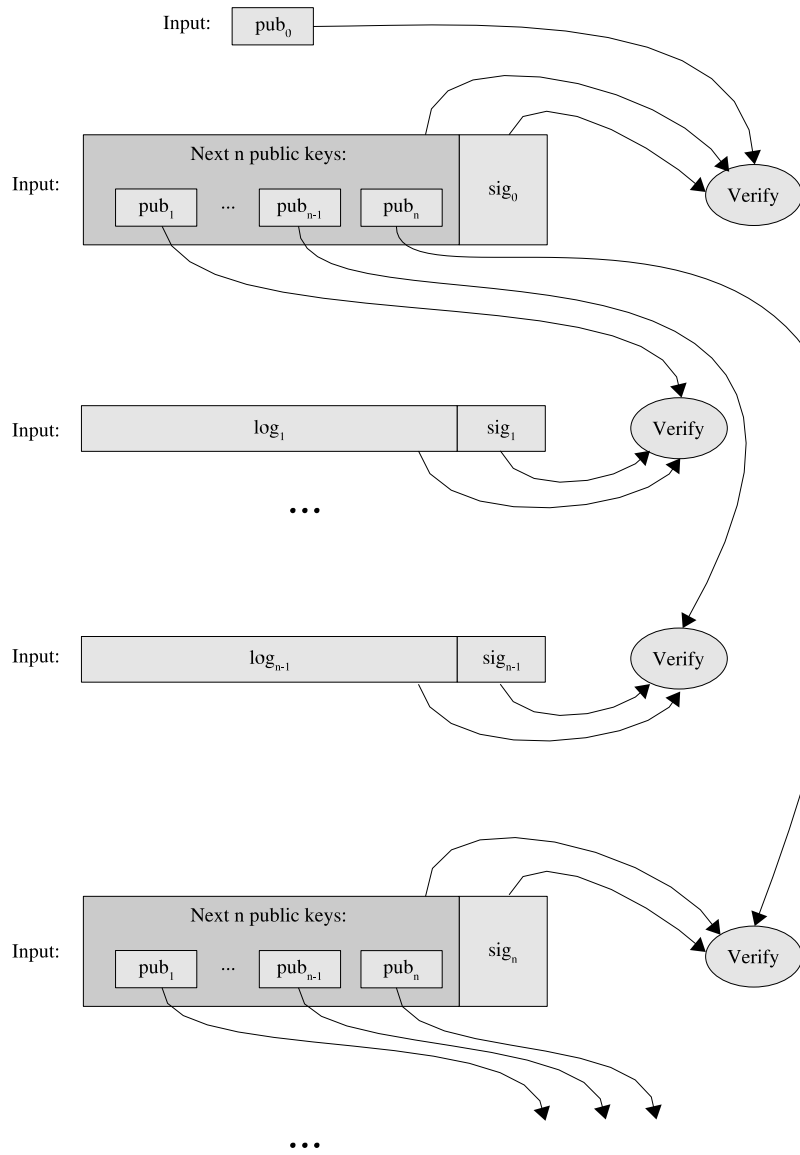 Input: pub₀
Next n public keys:
Input: pub₁ ... pubₙ₋₁ pubₙ sig₀ Verify
Input: log₁ sig₁ Verify
...
Input: logₙ₋₁ sigₙ₋₁ Verify
Next n public keys:
Input: pub₁ ... pubₙ₋₁ pubₙ sigₙ Verify
...